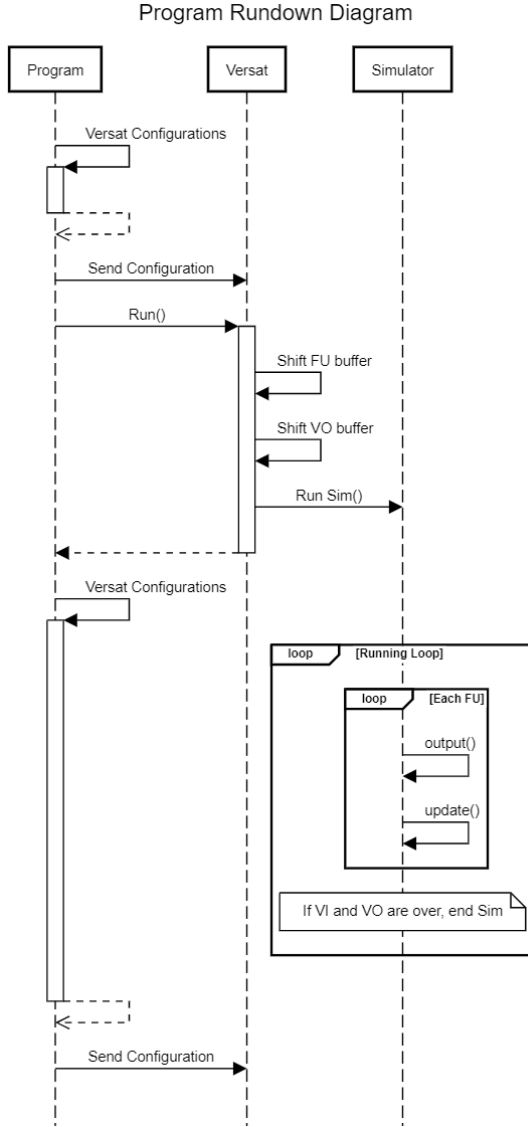 Program Rundown Diagram
Program
Versat
Simulator
Versat Configurations
Send Configuration
Run()
Shift FU buffer
Shift VO buffer
Run Sim()
Versat Configurations
loop
[Running Loop]
loop
[Each FU]
output()
update()
If VI and VO are over, end Sim
Send Configuration